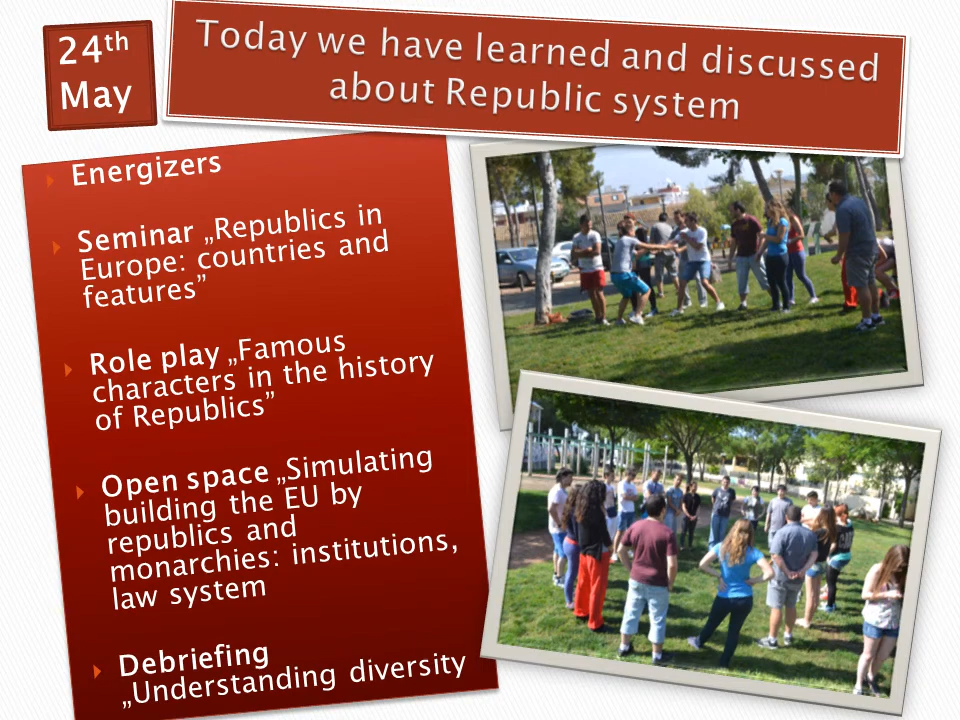 24th
May
Today we have learned and discussed
about Republic system
Energizers
Seminar „Republics in
Europe: countries and
features”
Role play „Famous
characters in the history
of Republics”
Open space „Simulating
building the EU by
republics and
monarchies: institutions,
law system
Debriefing
„Understanding diversity